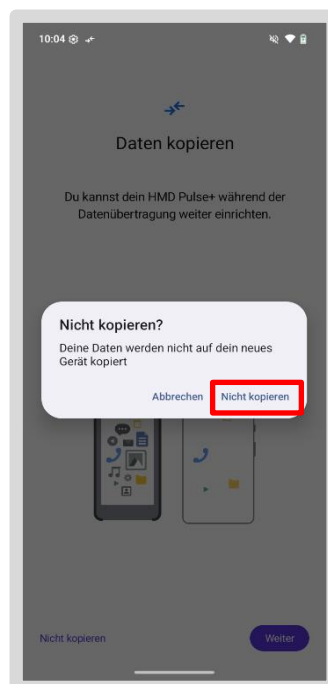 10:04
Daten kopieren
Du kannst dein HMD Pulse+ während der
Datenübertragung weiter einrichten.
Nicht kopieren?
Deine Daten werden nicht auf dein neues
Gerät kopiert
Abbrechen Nicht kopieren
Nicht kopieren Weiter